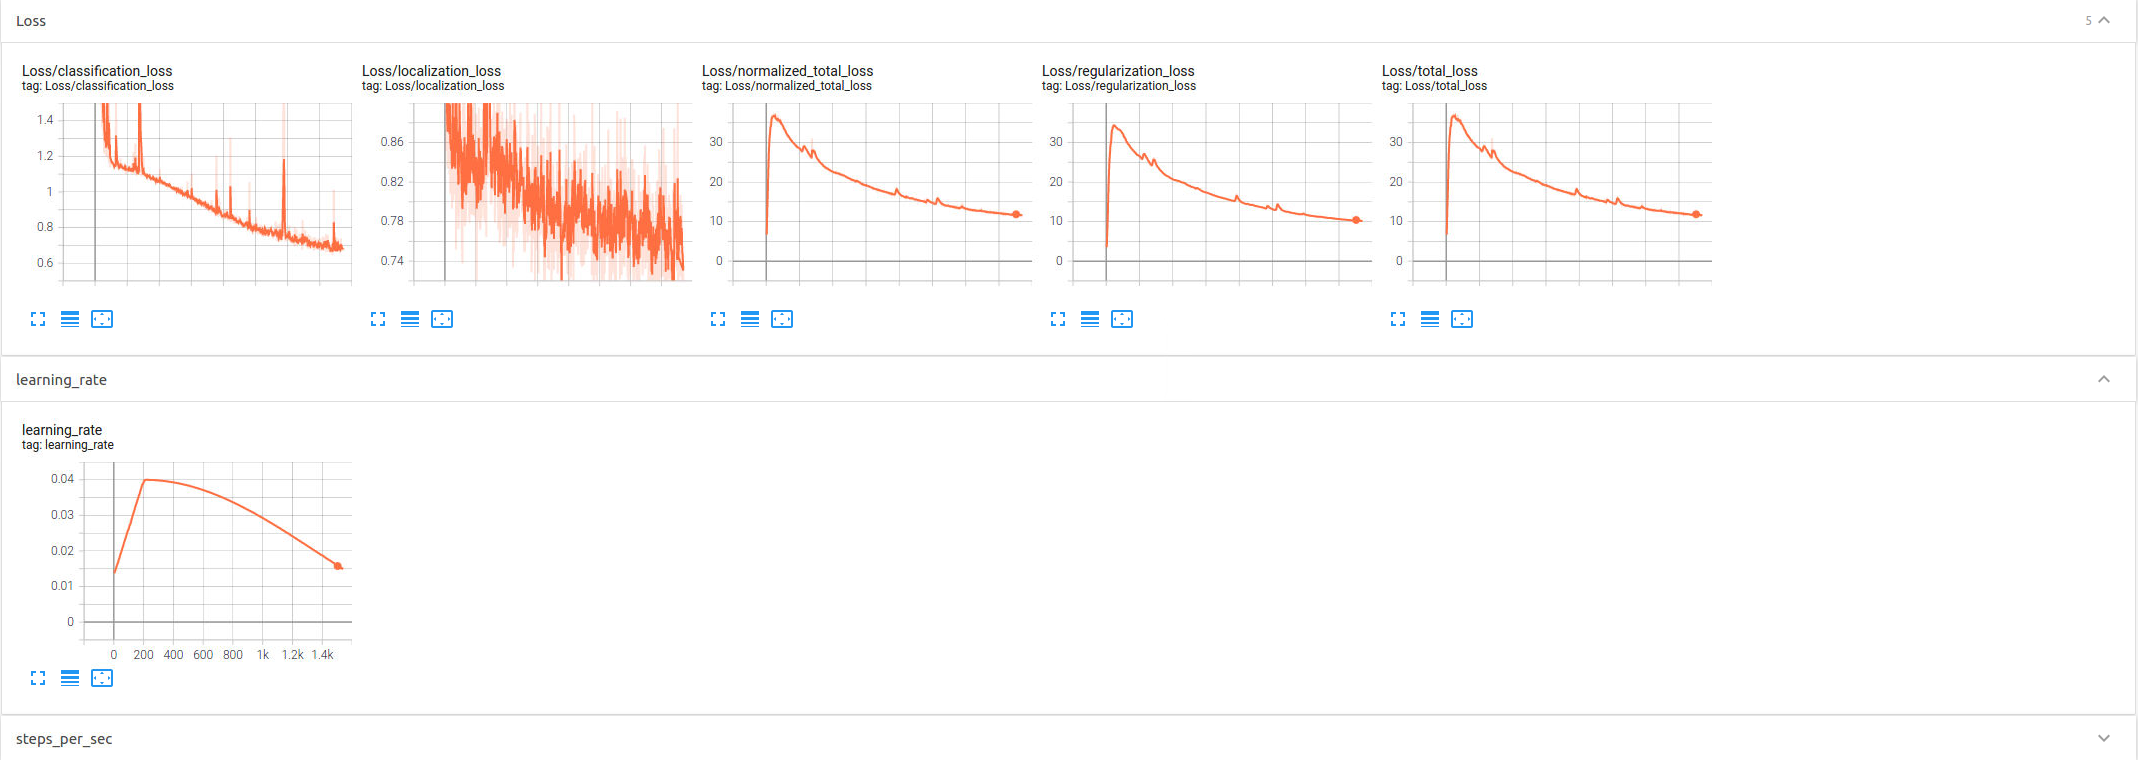 Loss
5
Loss/classification_loss
tag: Loss/classification_loss
1.4
1.2
1
0.8
0.6
Loss/localization_loss
tag: Loss/localization_loss
0.86
0.82
0.78
0.74
Loss/normalized_total_loss
tag: Loss/normalized_total_loss
30
20
10
0
Loss/regularization_loss
tag: Loss/regularization_loss
30
20
10
0
Loss/total_loss
tag: Loss/total_loss
30
20
10
0
learning_rate
learning_rate
tag: learning_rate
0.04
0.03
0.02
0.01
0
0 200 400 600 800 1k 1.2k 1.4k
steps_per_sec